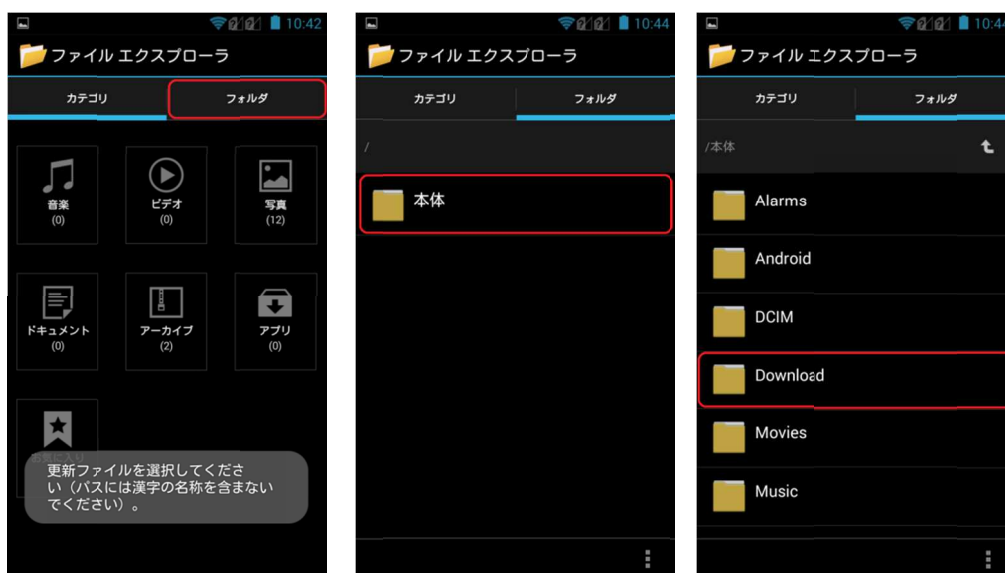 10:42
ファイル エクスプローラ
カテゴリ
フォルダ
音楽
(0)
ビデオ
(0)
写真
(12)
ドキュメント
(0)
アーカイブ
(2)
アプリ
(0)
お気に入り
更新ファイルを選択してくださ
い（パスには漢字の名称を含まない
でください）。
10:44
ファイル エクスプローラ
カテゴリ
フォルダ
/
本体
10:44
ファイル エクスプローラ
カテゴリ
フォルダ
/本体
Alarms
Android
DCIM
Download
Movies
Music